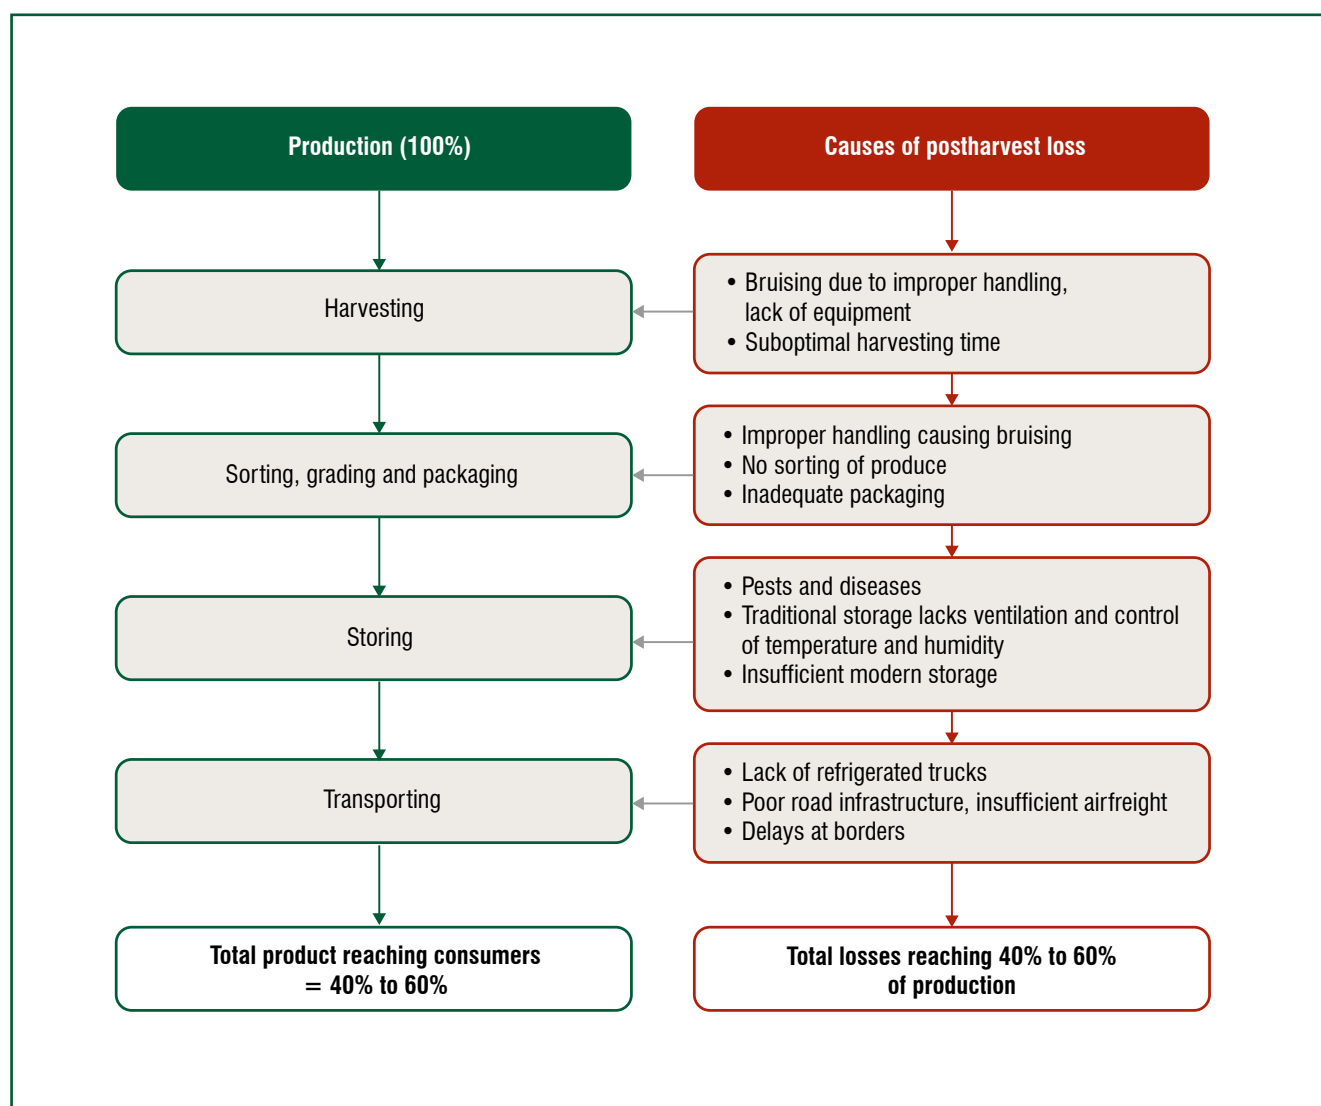 Production (100%)
Causes of postharvest loss
Harvesting
• Bruising due to improper handling,
lack of equipment
• Suboptimal harvesting time
Sorting, grading and packaging
• Improper handling causing bruising
• No sorting of produce
• Inadequate packaging
Storing
• Pests and diseases
• Traditional storage lacks ventilation and control
of temperature and humidity
• Insufficient modern storage
Transporting
• Lack of refrigerated trucks
• Poor road infrastructure, insufficient airfreight
• Delays at borders
Total product reaching consumers
= 40% to 60%
Total losses reaching 40% to 60%
of production